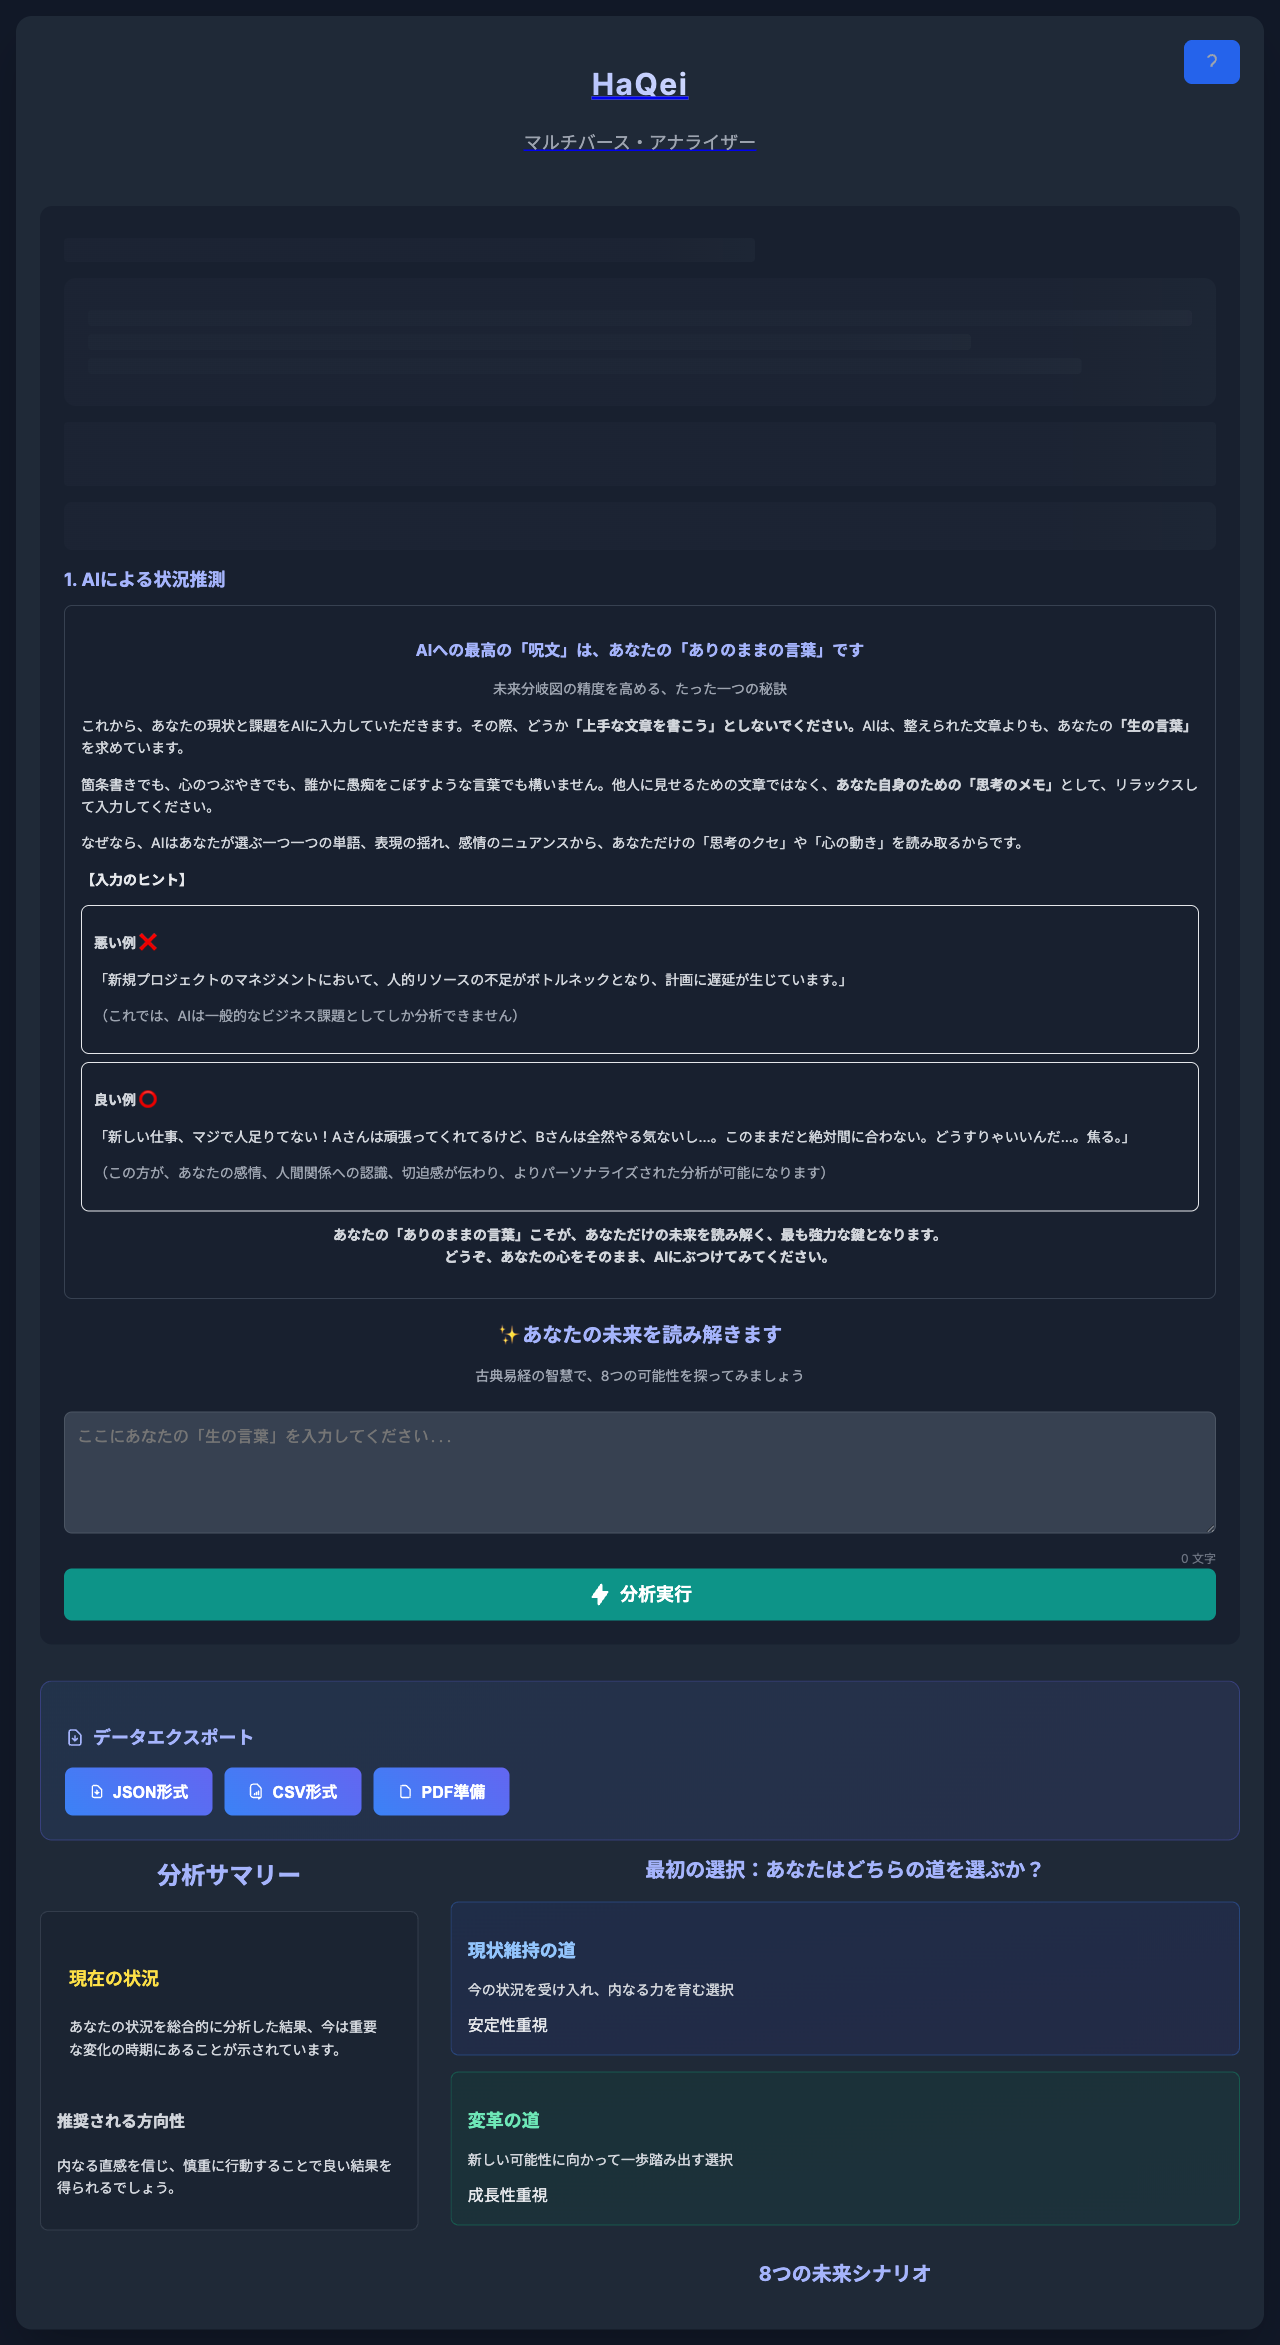 HaQei
?
マルチバース・アナライザー
1. AIによる状況推測
AIへの最高の「呪文」は、あなたの「ありのままの言葉」です
未来分岐図の精度を高める、たった一つの秘訣
これから、あなたの現状と課題をAIに入力していただきます。その際、どうか「上手な文章を書こう」としないでください。AIは、整えられた文章よりも、あなたの「生の言葉」
を求めています。
箇条書きでも、心のつぶやきでも、誰かに愚痴をこぼすような言葉でも構いません。他人に見せるための文章ではなく、あなた自身のための「思考のメモ」として、リラックスし
て入力してください。
なぜなら、AIはあなたが選ぶ一つ一つの単語、表現の揺れ、感情のニュアンスから、あなただけの「思考のクセ」や「心の動き」を読み取るからです。
【入力のヒント】
悪い例 ❌
「新規プロジェクトのマネジメントにおいて、人的リソースの不足がボトルネックとなり、計画に遅延が生じています。」
（これでは、AIは一般的なビジネス課題としてしか分析できません）
良い例 ⭕
「新しい仕事、マジで人足りてない！Aさんは頑張ってくれてるけど、Bさんは全然やる気ないし…。このままだと絶対間に合わない。どうすりゃいいんだ…。焦る。」
（この方が、あなたの感情、人間関係への認識、切迫感が伝わり、よりパーソナライズされた分析が可能になります）
あなたの「ありのままの言葉」こそが、あなただけの未来を読み解く、最も強力な鍵となります。
どうぞ、あなたの心をそのまま、AIにぶつけてみてください。
✨ あなたの未来を読み解きます
古典易経の智慧で、8つの可能性を探ってみましょう
ここにあなたの「生の言葉」を入力してください...
0 文字
分析実行
データエクスポート
JSON形式
CSV形式
PDF準備
分析サマリー
現在の状況
あなたの状況を総合的に分析した結果、今は重要
な変化の時期にあることが示されています。
推奨される方向性
内なる直感を信じ、慎重に行動することで良い結果を
得られるでしょう。
最初の選択：あなたはどちらの道を選ぶか？
現状維持の道
今の状況を受け入れ、内なる力を育む選択
安定性重視
変革の道
新しい可能性に向かって一歩踏み出す選択
成長性重視
8つの未来シナリオ